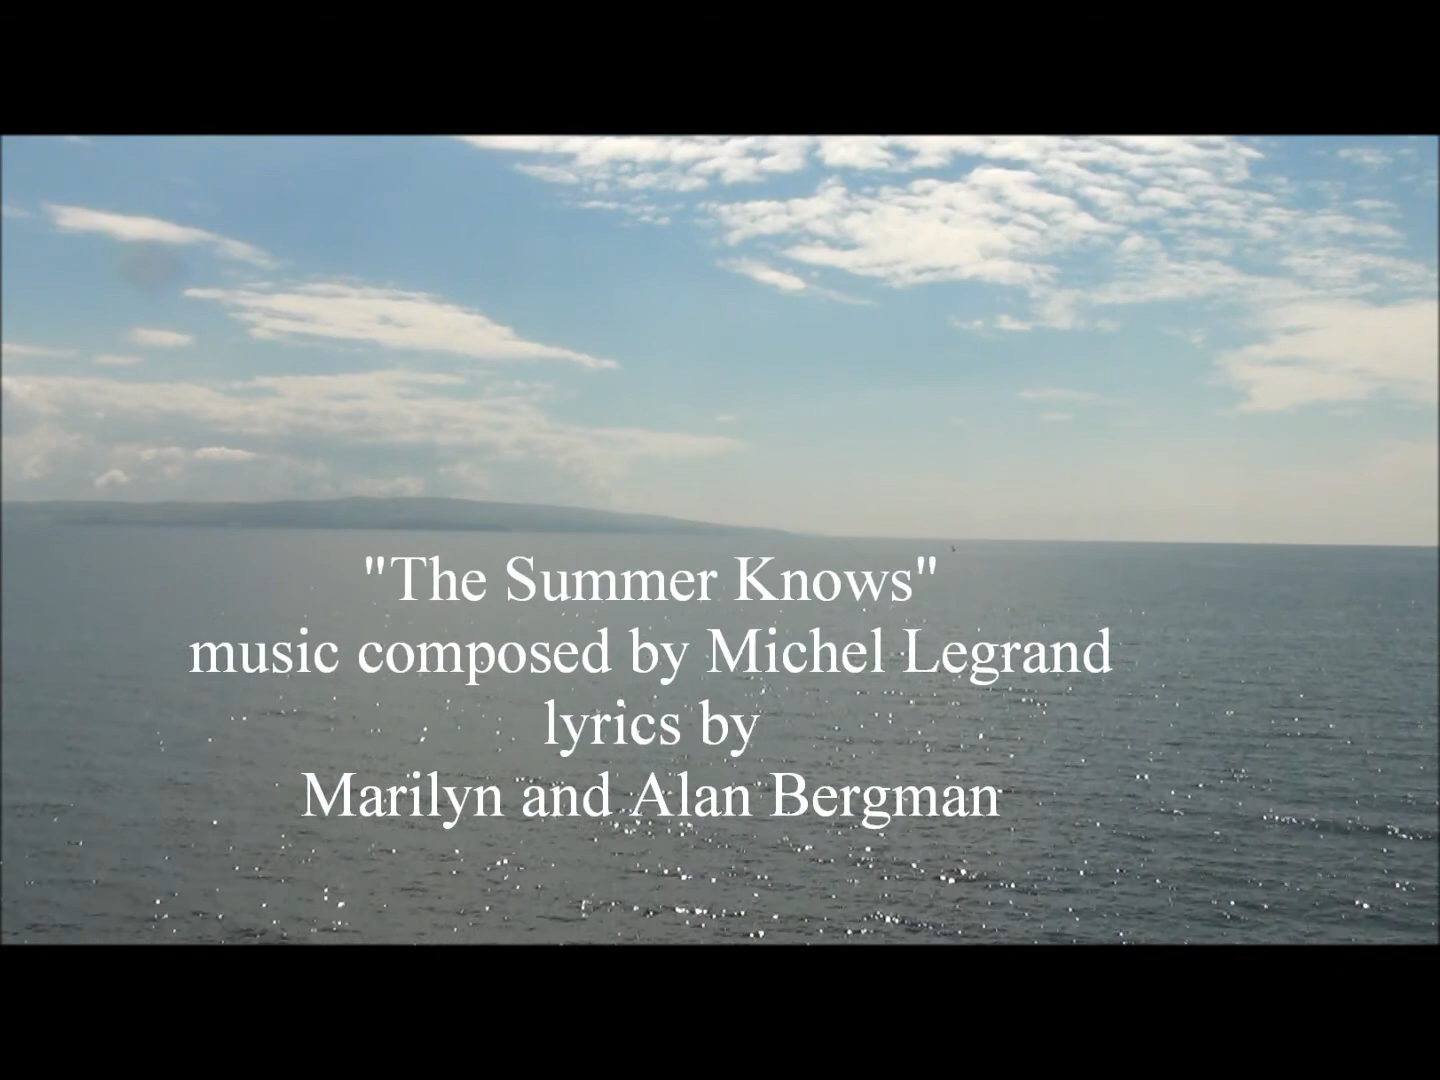 "The Summer Knows"
music composed by Michel Legrand
lyrics by
Marilyn and Alan Bergman